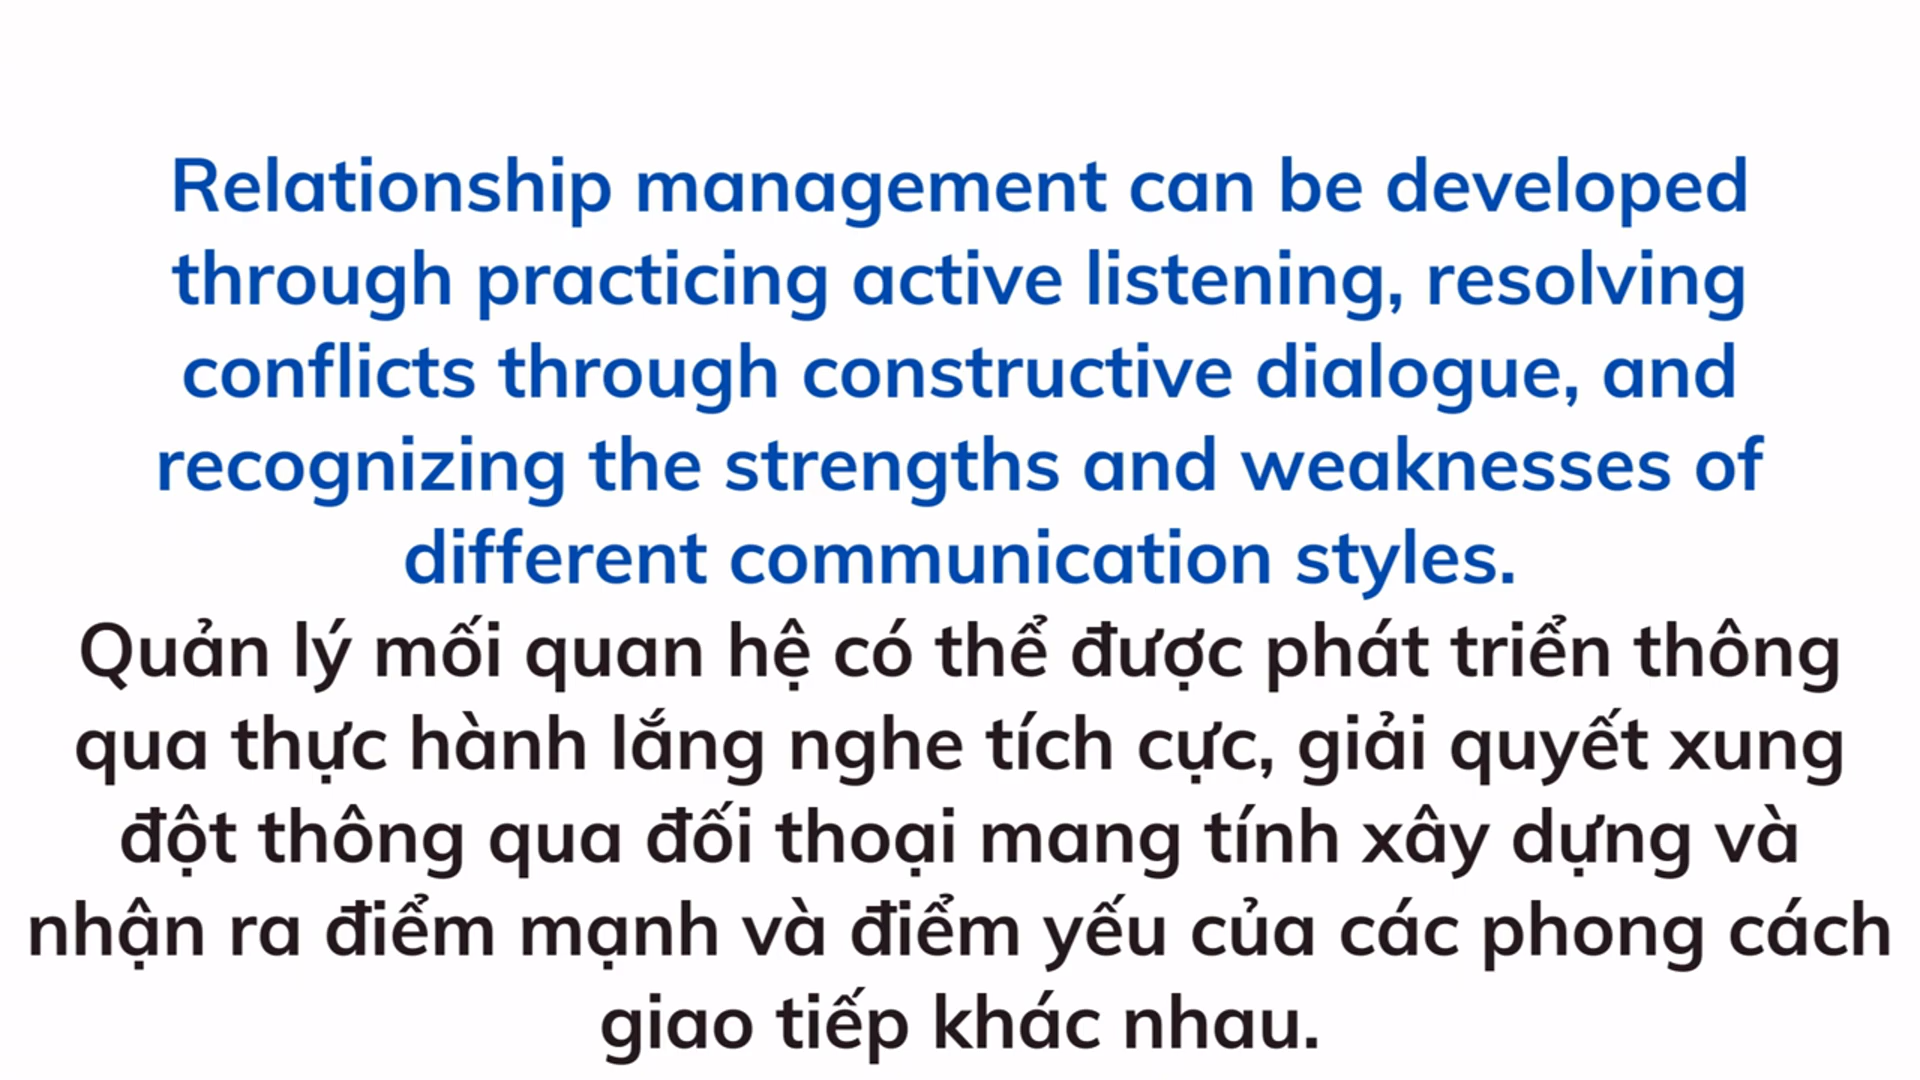 Relationship management can be developed
through practicing active listening, resolving
conflicts through constructive dialogue, and
recognizing the strengths and weaknesses of
different communication styles.
Quản lý mối quan hệ có thể được phát triển thông
qua thực hành lắng nghe tích cực, giải quyết xung
đột thông qua đối thoại mang tính xây dựng và
nhận ra điểm mạnh và điểm yếu của các phong cách
giao tiếp khác nhau.